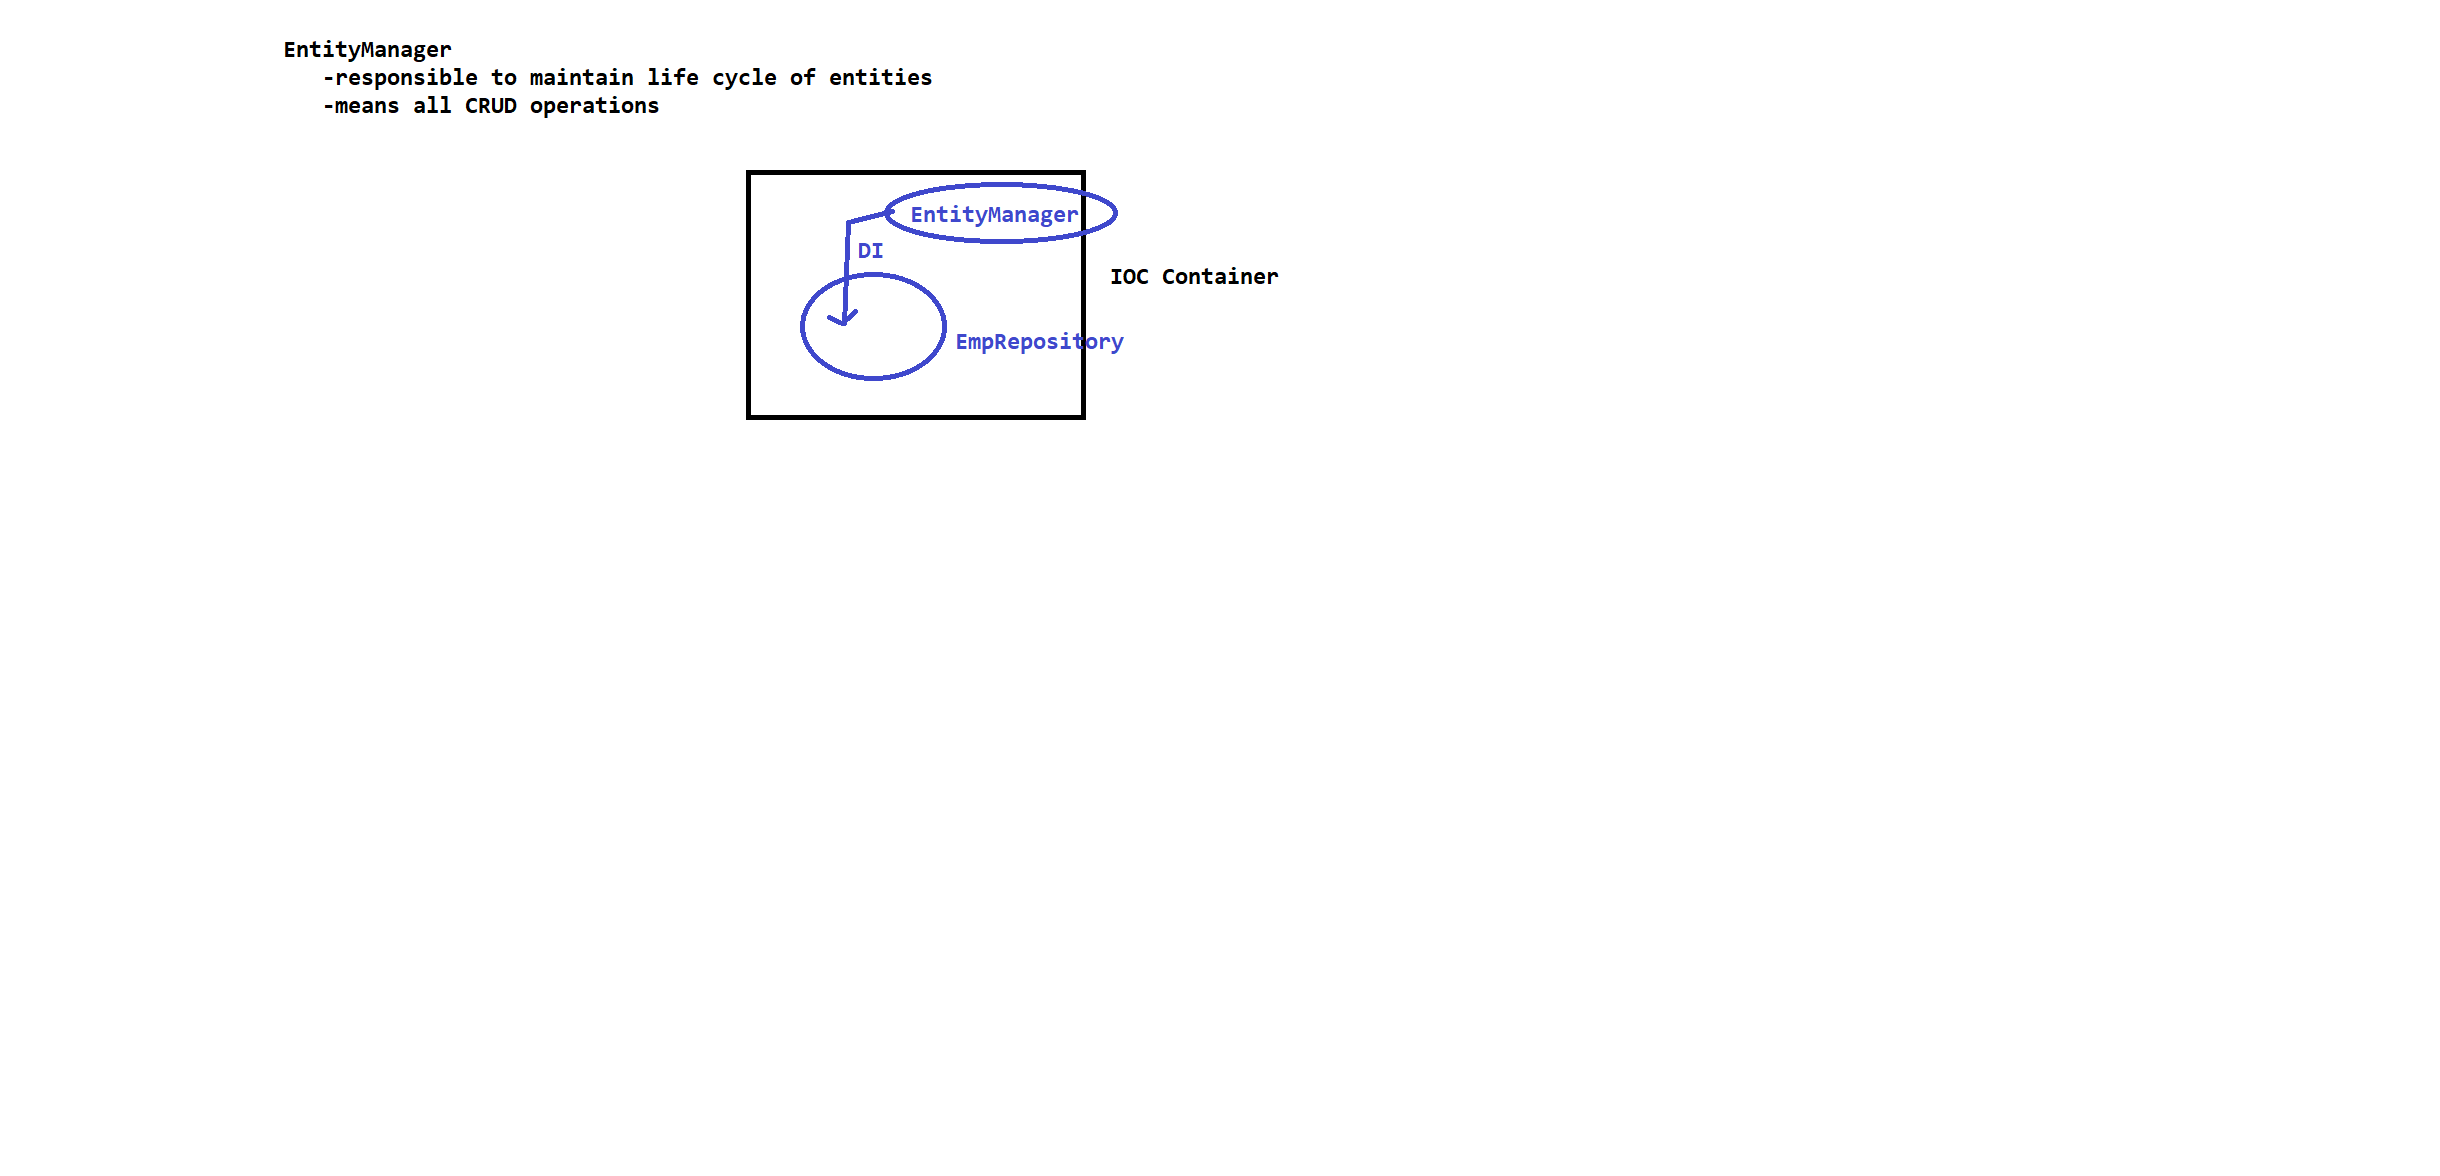 EntityManager
-responsible to maintain life cycle of entities
-means all CRUD operations
EntityManager
DI
IOC Container
EmpRepository